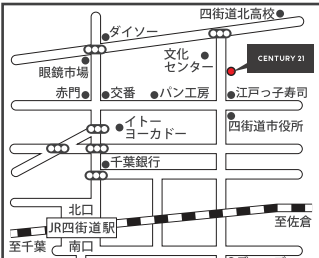 四街道北高校
ダイソー
文化
センター
CENTURY 21
眼鏡市場
赤門
交番
パン工房
江戸っ子寿司
イトー
ヨーカドー
四街道市役所
千葉銀行
北口
JR四街道駅
至佐倉
至千葉
南口